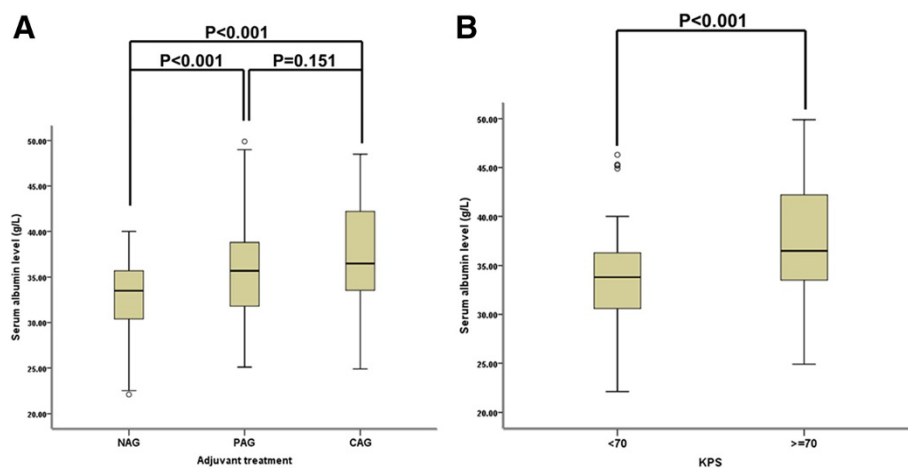 A
P<0.001
P<0.001
P=0.151
50.00
45.00
40.00
35.00
30.00
25.00
20.00
Serum albumin level (g/L)
NAG
PAG
CAG
Adjuvant treatment
B
P<0.001
50.00
45.00
40.00
35.00
30.00
25.00
20.00
Serum albumin level (g/L)
<70
>=70
KPS